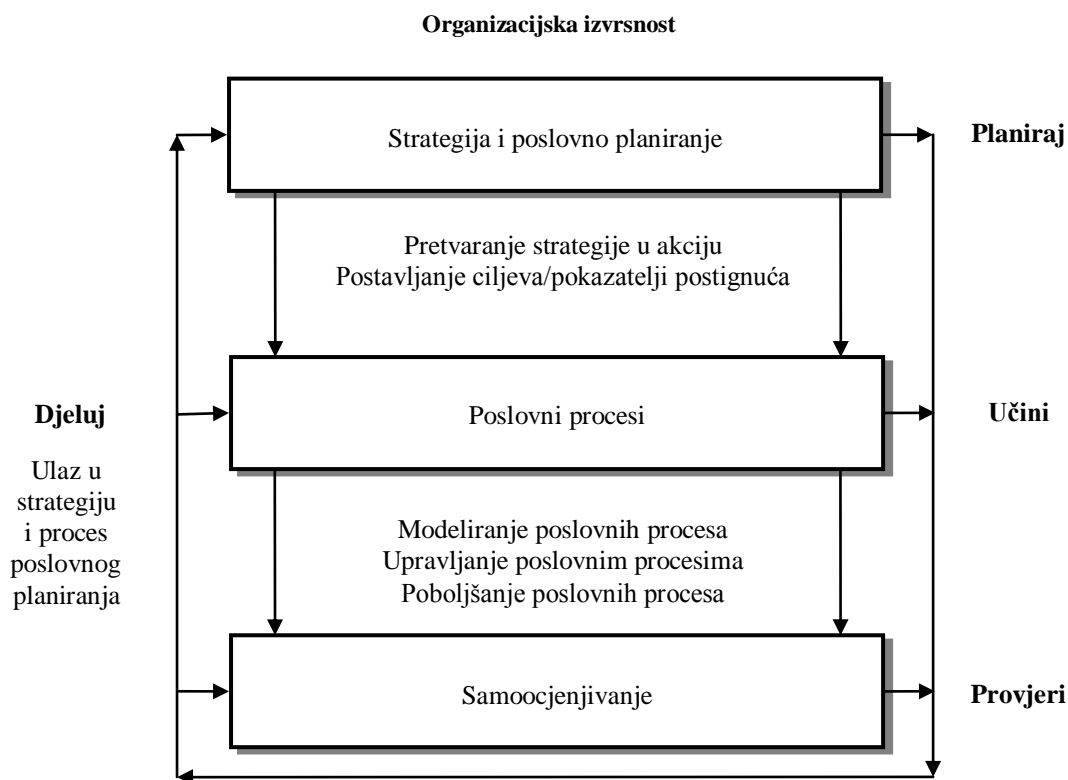 Organizacijska izvrsnost
Strategija i poslovno planiranje
Planiraj
Pretvaranje strategije u akciju
Postavljanje ciljeva/pokazatelji postignuća
Djeluj
Poslovni procesi
Učini
Ulaz u
strategiju
i proces
poslovnog
planiranja
Modeliranje poslovnih procesa
Upravljanje poslovnim procesima
Poboljšanje poslovnih procesa
Samoocjenjivanje
Provjeri